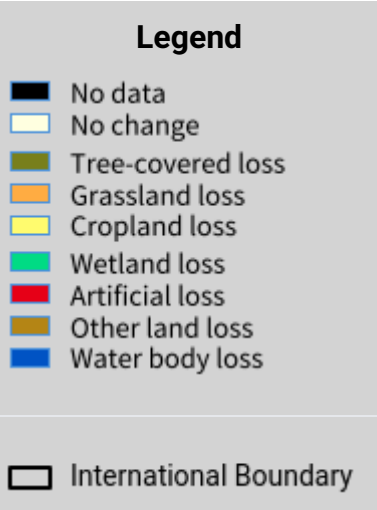 Legend
No data
No change
Tree-covered loss
Grassland loss
Cropland loss
Wetland loss
Artificial loss
Other land loss
Water body loss
International Boundary